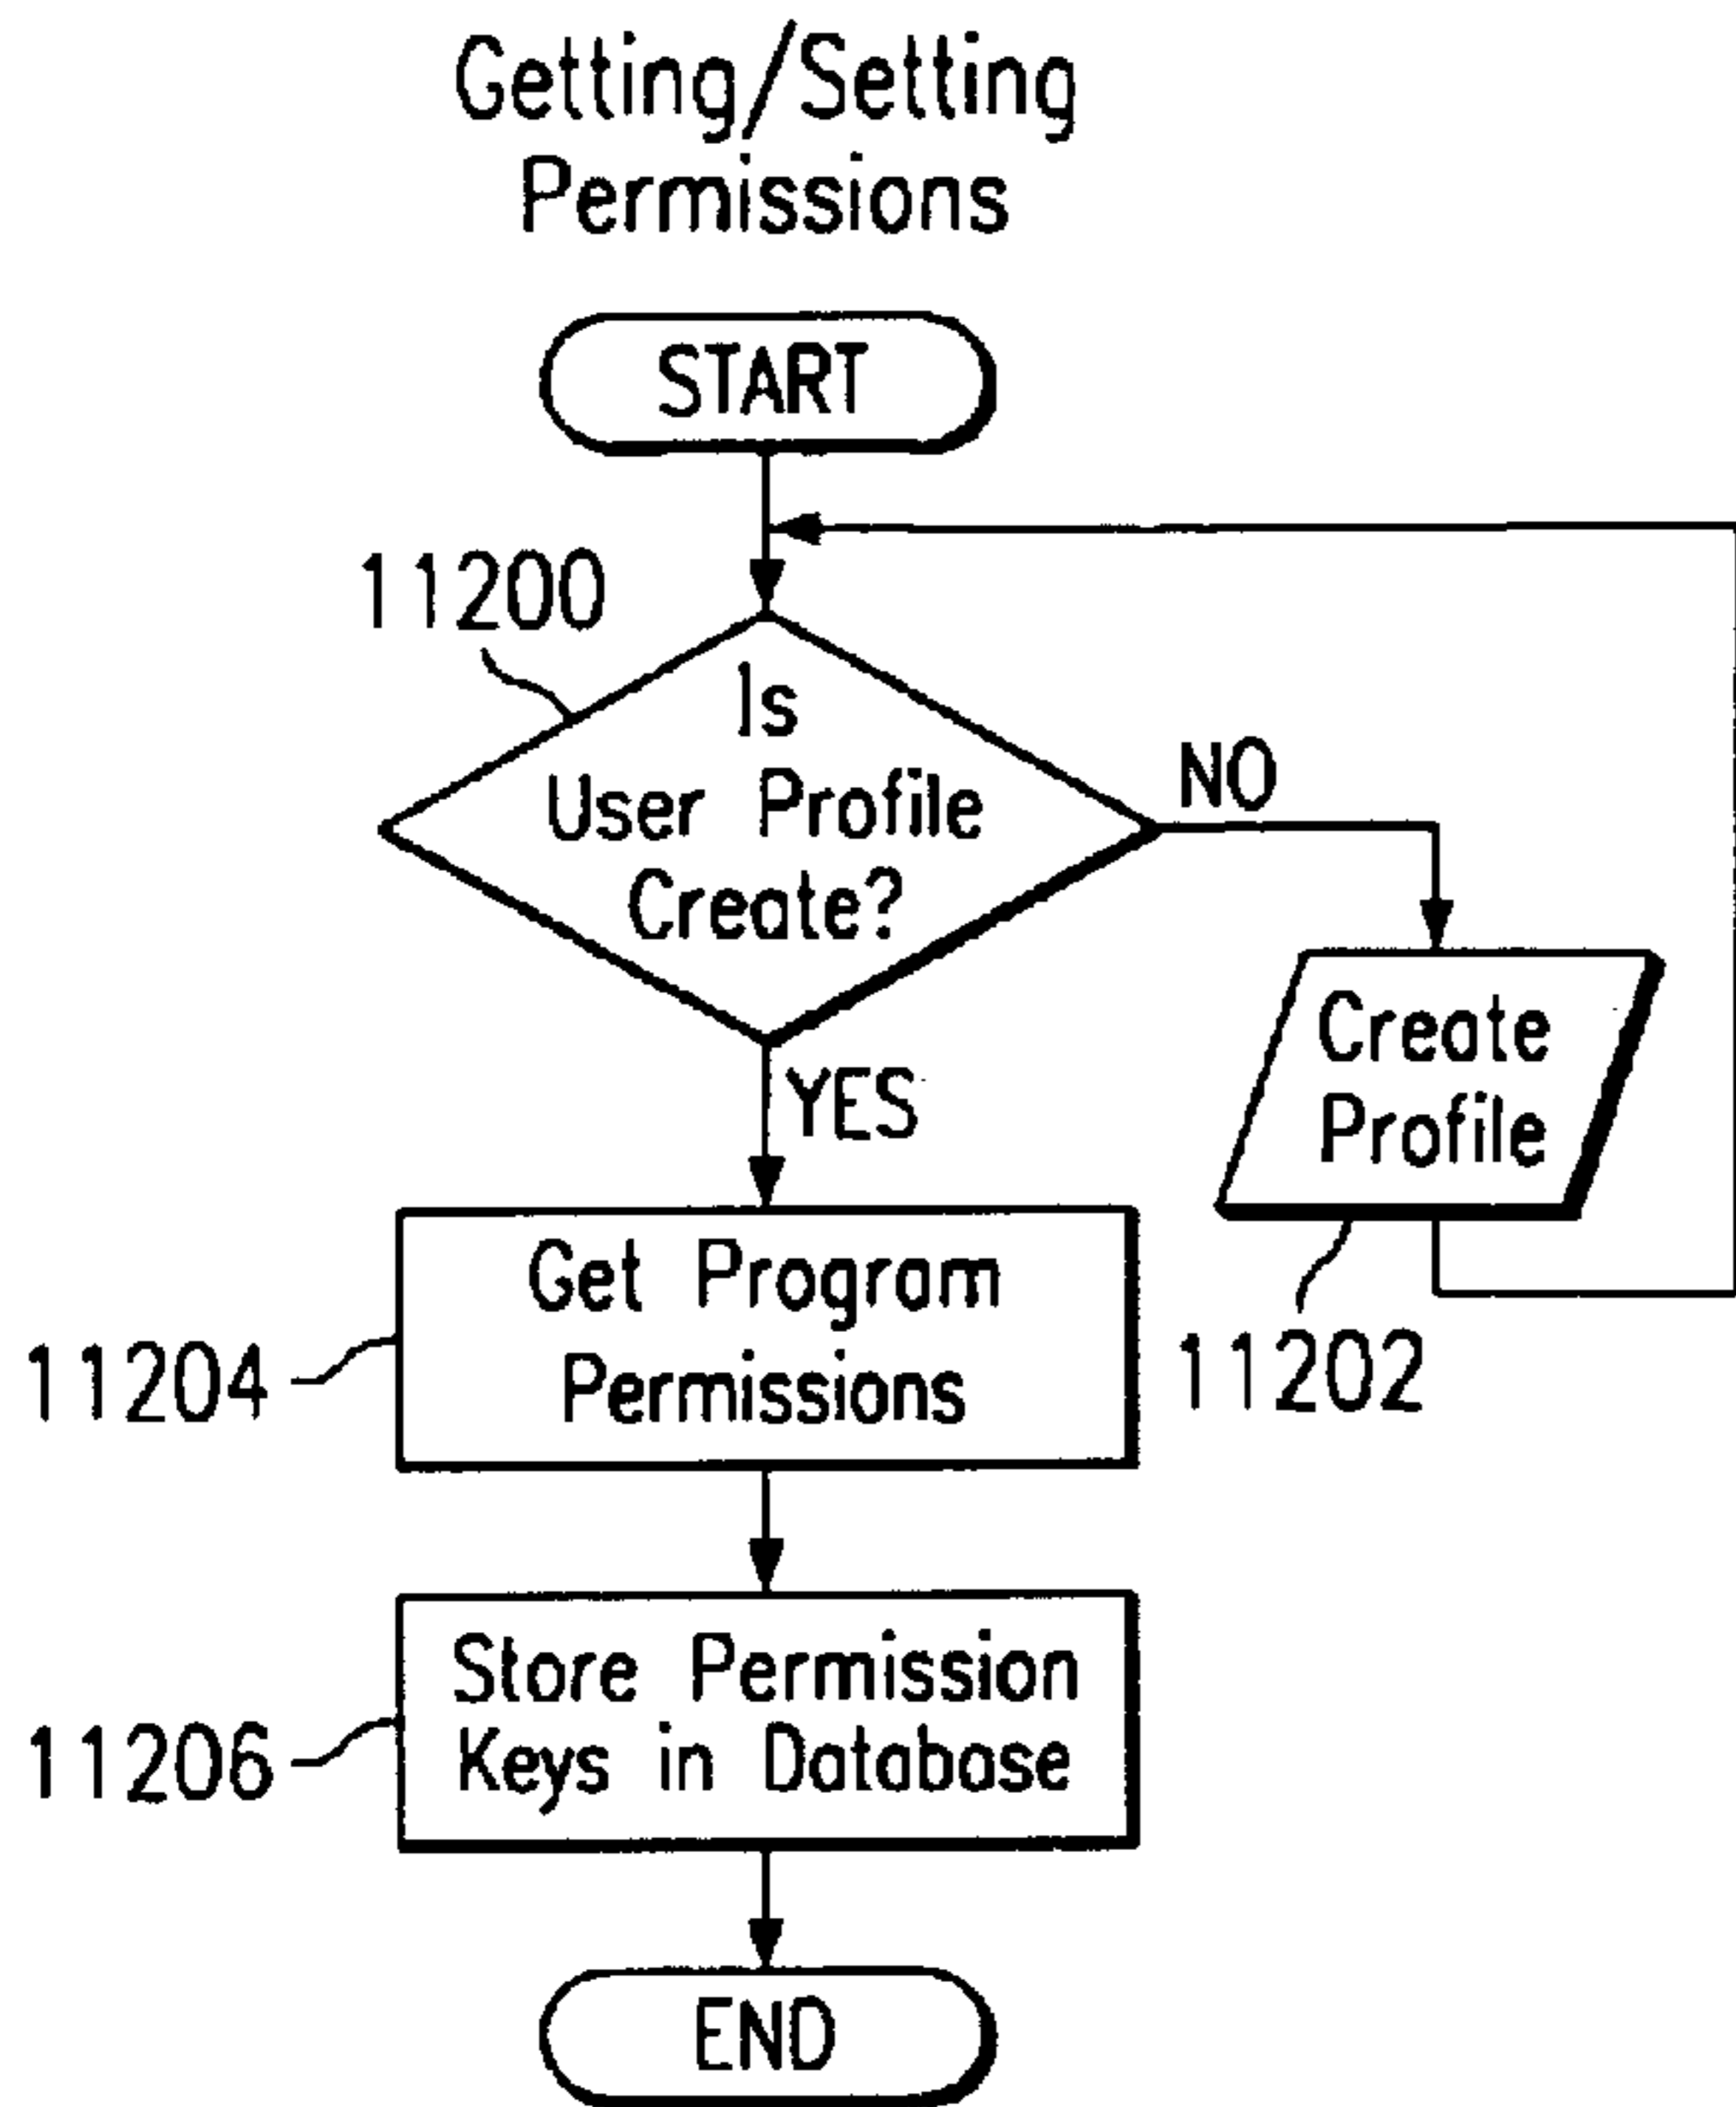 Getting/Setting
Permissions
START
11200
Is
User Profile
Create?
NO
YES
Create
Profile
11202
Get Program
Permissions
11204
Store Permission
Keys in Database
11206
END